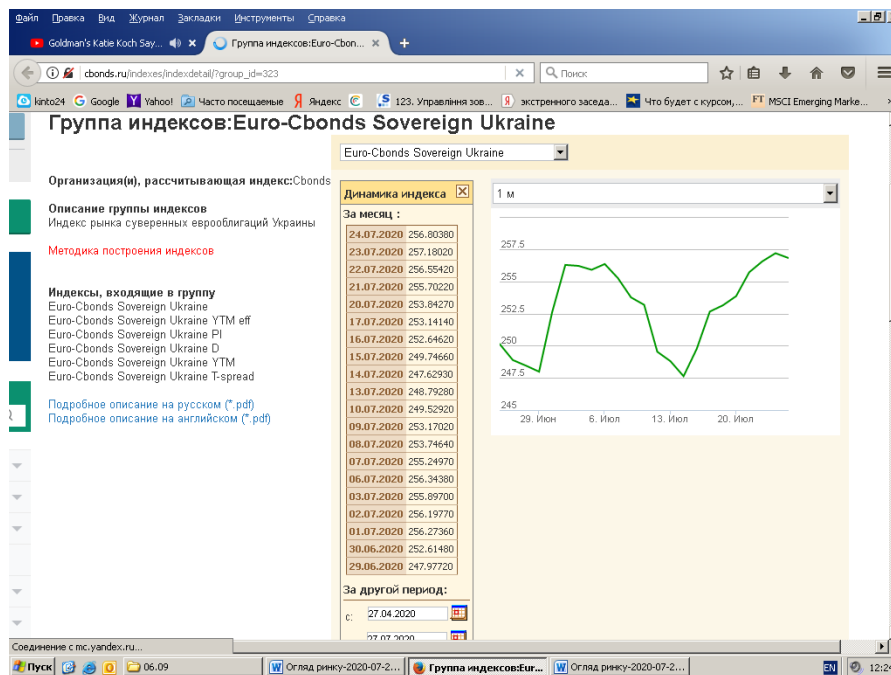 Файл Правка Вид Журнал Закладки Инструменты Справка
Goldman's Katie Koch Say... Группа индексов:Euro-Cbon...
cbonds.ru/indexes/indexdetail/?group_id=323 Поиск
kinto24 Google Yahoo! Часто посещаемые Яндекс 123. Управління зов... экстренного заседа... Что будет с курсом,... FT MSCI Emerging Marke...
Группа индексов:Euro-Cbonds Sovereign Ukraine
Euro-Cbonds Sovereign Ukraine
Организация(и), рассчитывающая индекс:Cbonds
Описание группы индексов
Индекс рынка суверенных еврооблигаций Украины
Методика построения индексов
Индексы, входящие в группу
Euro-Cbonds Sovereign Ukraine
Euro-Cbonds Sovereign Ukraine YTM eff
Euro-Cbonds Sovereign Ukraine PI
Euro-Cbonds Sovereign Ukraine D
Euro-Cbonds Sovereign Ukraine YTM
Euro-Cbonds Sovereign Ukraine T-spread
Подробное описание на русском (*.pdf)
Подробное описание на английском (*.pdf)
Динамика индекса
За месяц :
24.07.2020 256.80380
23.07.2020 257.18020
22.07.2020 256.55420
21.07.2020 255.70220
20.07.2020 253.84270
17.07.2020 253.14140
16.07.2020 252.64620
15.07.2020 249.74660
14.07.2020 247.62930
13.07.2020 248.79280
10.07.2020 249.52920
09.07.2020 253.17020
08.07.2020 253.74640
07.07.2020 255.24970
06.07.2020 256.34380
03.07.2020 255.89700
02.07.2020 256.19770
01.07.2020 256.27360
30.06.2020 252.61480
29.06.2020 247.97720
За другой период:
с: 27.04.2020
27.07.2020
1 м
257.5
255
252.5
250
247.5
245
29. Июн 6. Июл 13. Июл 20. Июл
Соединение с mc.yandex.ru...
Пуск 06.09 Огляд ринку-2020-07-2... Группа индексов:Eur... Огляд ринку-2020-07-2... EN 12:24